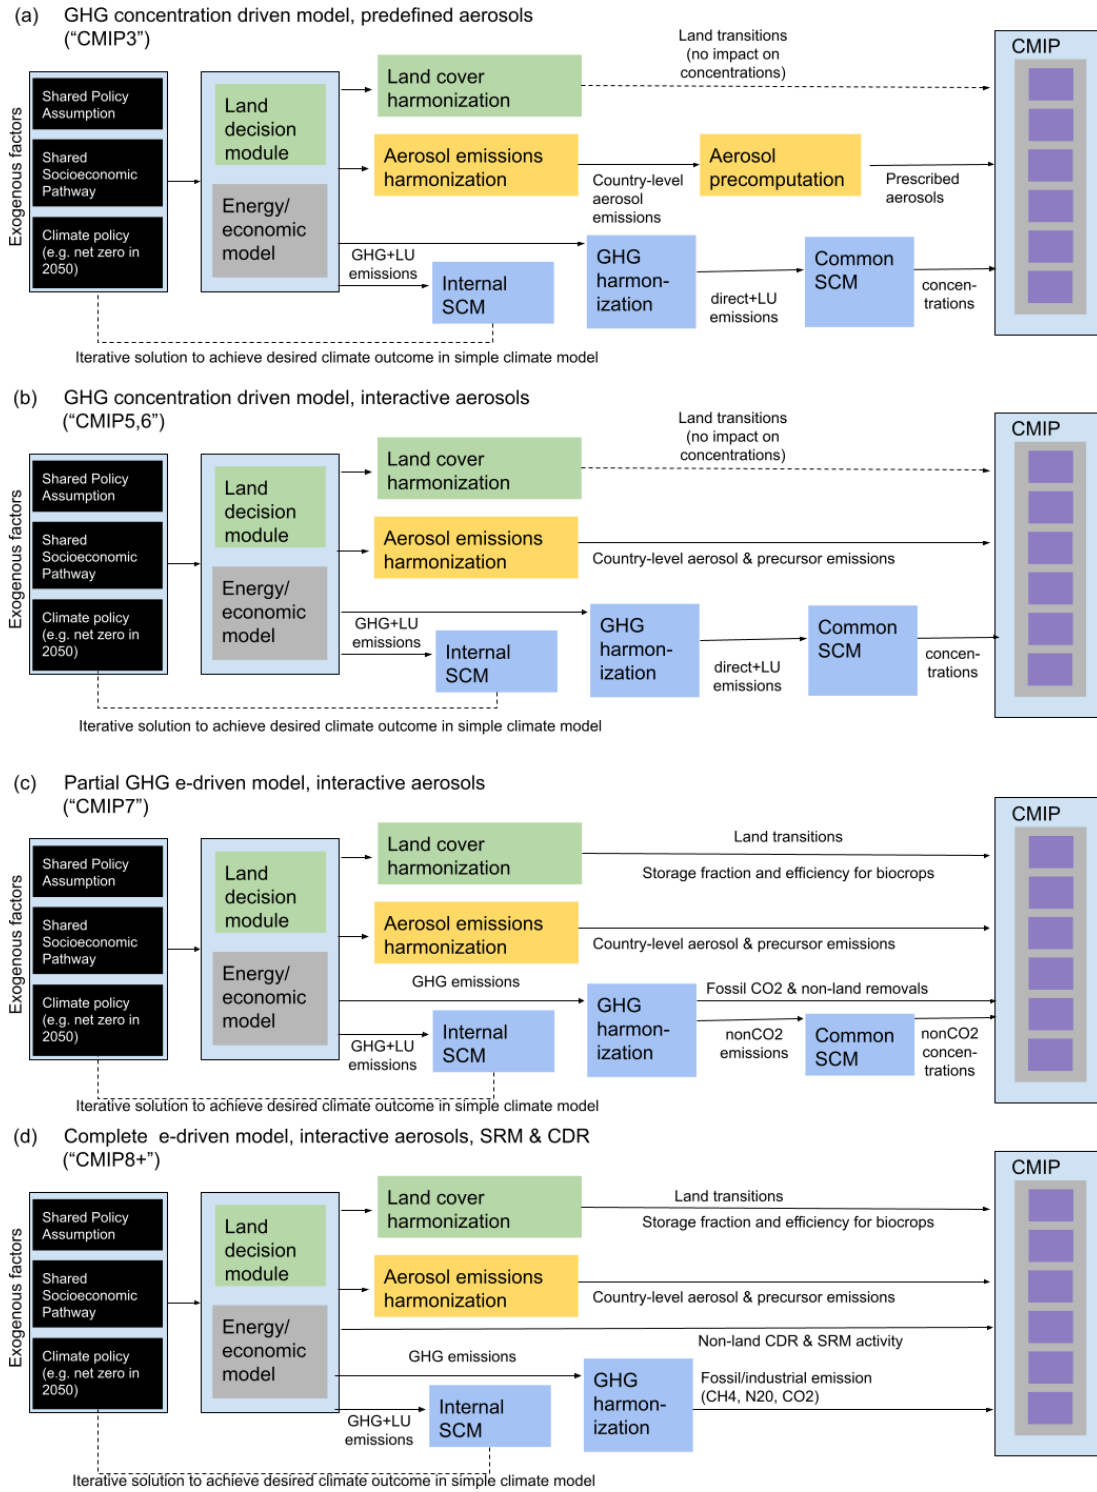 (a) GHG concentration driven model, predefined aerosols
(“CMIP3”)
Exogenous factors
Shared Policy
Assumption
Shared
Socioeconomic
Pathway
Climate policy
(e.g. net zero in
2050)
Land
decision
module
Energy/
economic
model
Land cover
harmonization
Land transitions
(no impact on
concentrations)
Aerosol emissions
harmonization
Country-level
aerosol
emissions
Aerosol
precomputation
Prescribed
aerosols
GHG+LU
emissions
Internal
SCM
GHG
harmon-
ization
direct+LU
emissions
Common
SCM
concen-
trations
CMIP
Iterative solution to achieve desired climate outcome in simple climate model
(b) GHG concentration driven model, interactive aerosols
(“CMIP5,6”)
Exogenous factors
Shared Policy
Assumption
Shared
Socioeconomic
Pathway
Climate policy
(e.g. net zero in
2050)
Land
decision
module
Energy/
economic
model
Land cover
harmonization
Land transitions
(no impact on
concentrations)
Aerosol emissions
harmonization
Country-level aerosol & precursor emissions
GHG+LU
emissions
Internal
SCM
GHG
harmon-
ization
direct+LU
emissions
Common
SCM
concen-
trations
CMIP
Iterative solution to achieve desired climate outcome in simple climate model
(c) Partial GHG e-driven model, interactive aerosols
(“CMIP7”)
Exogenous factors
Shared Policy
Assumption
Shared
Socioeconomic
Pathway
Climate policy
(e.g. net zero in
2050)
Land
decision
module
Energy/
economic
model
Land cover
harmonization
Land transitions
Storage fraction and efficiency for biocrops
Aerosol emissions
harmonization
Country-level aerosol & precursor emissions
GHG emissions
GHG+LU
emissions
Internal
SCM
GHG
harmon-
ization
Fossil CO2 & non-land removals
nonCO2
emissions
Common
SCM
nonCO2
concen-
trations
CMIP
Iterative solution to achieve desired climate outcome in simple climate model
(d) Complete e-driven model, interactive aerosols, SRM & CDR
(“CMIP8+”)
Exogenous factors
Shared Policy
Assumption
Shared
Socioeconomic
Pathway
Climate policy
(e.g. net zero in
2050)
Land
decision
module
Energy/
economic
model
Land cover
harmonization
Land transitions
Storage fraction and efficiency for biocrops
Aerosol emissions
harmonization
Country-level aerosol & precursor emissions
Non-land CDR & SRM activity
GHG emissions
GHG+LU
emissions
Internal
SCM
GHG
harmon-
ization
Fossil/industrial emission
(CH4, N20, CO2)
CMIP
Iterative solution to achieve desired climate outcome in simple climate model